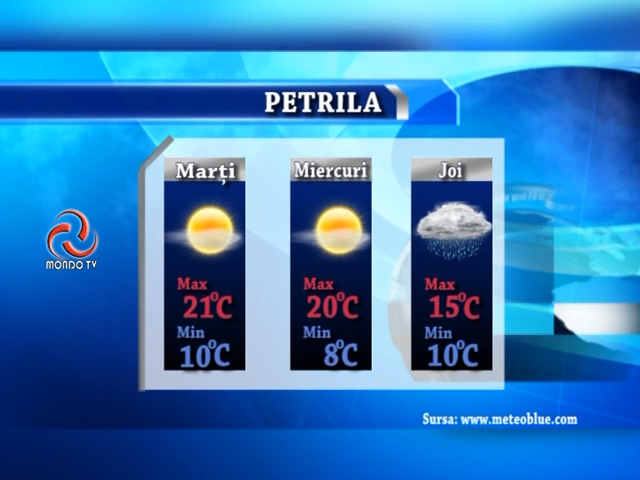 PETRILA
Marți
Max
21°C
Min
10°C
Miercuri
Max
20°C
Min
8°C
Joi
Max
15°C
Min
10°C
MONDO TV
Sursa: www.meteoblue.com